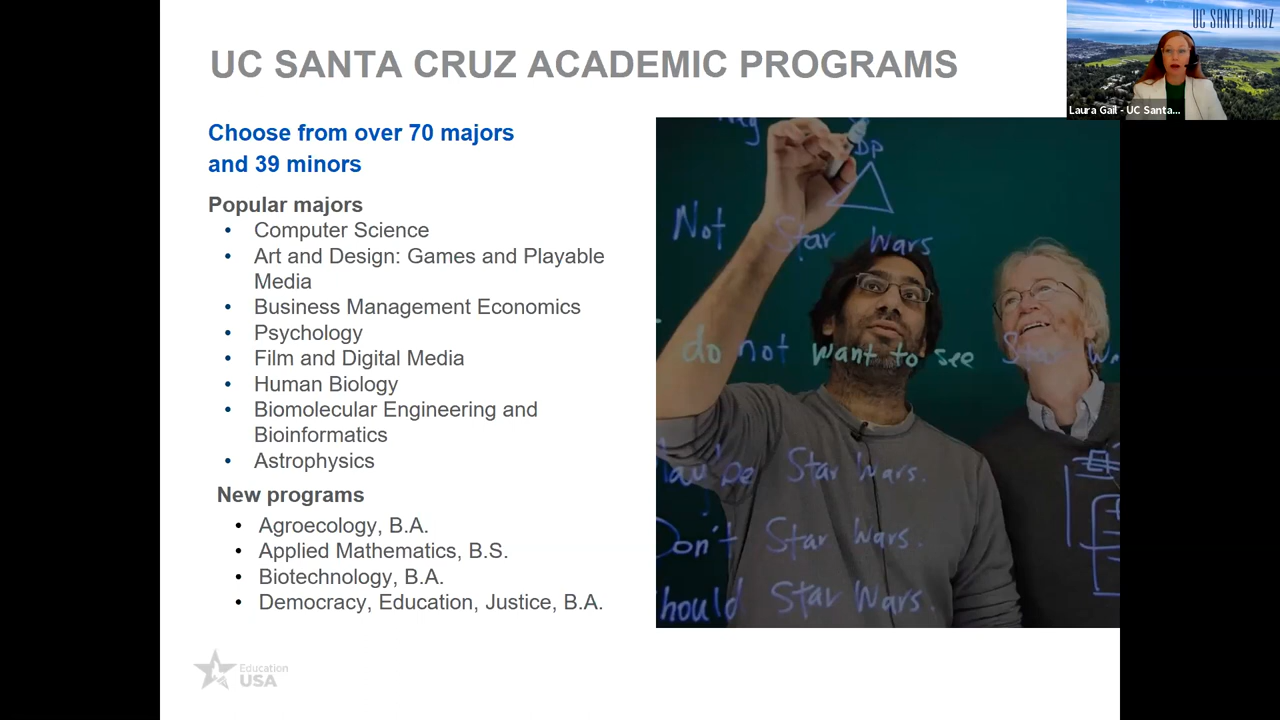 UC SANTA CRUZ ACADEMIC PROGRAMS
UC SANTA CRUZ
Laura Gail - UC Santa...
Choose from over 70 majors
and 39 minors
Popular majors
• Computer Science
• Art and Design: Games and Playable
Media
• Business Management Economics
• Psychology
• Film and Digital Media
• Human Biology
• Biomolecular Engineering and
Bioinformatics
• Astrophysics
New programs
• Agroecology, B.A.
• Applied Mathematics, B.S.
• Biotechnology, B.A.
• Democracy, Education, Justice, B.A.
DP
Not Star Wars
do not want to see Star
Star Wars.
Don't Star Wars.
Star Wars.
Education
USA